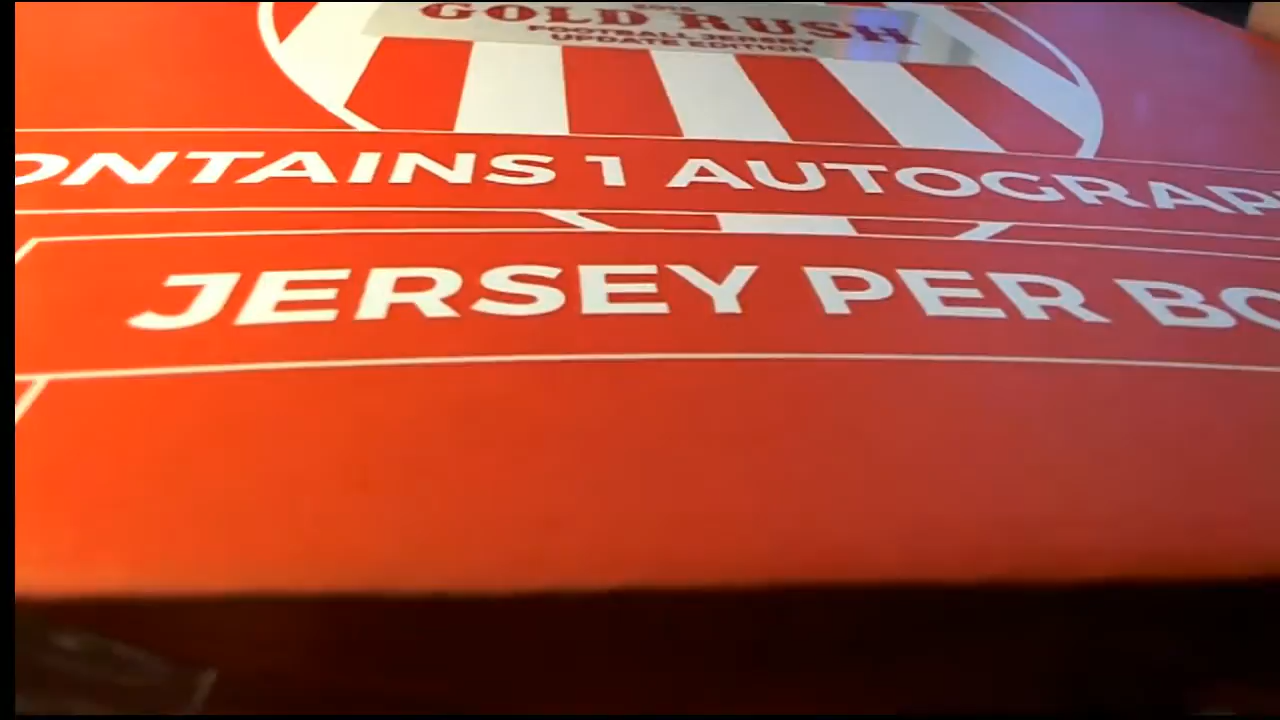 GOLD RUSH
FOOTBALL JERSEY
UPDATE EDITION
ONTAINS 1 AUTOGRAP
JERSEY PER BO